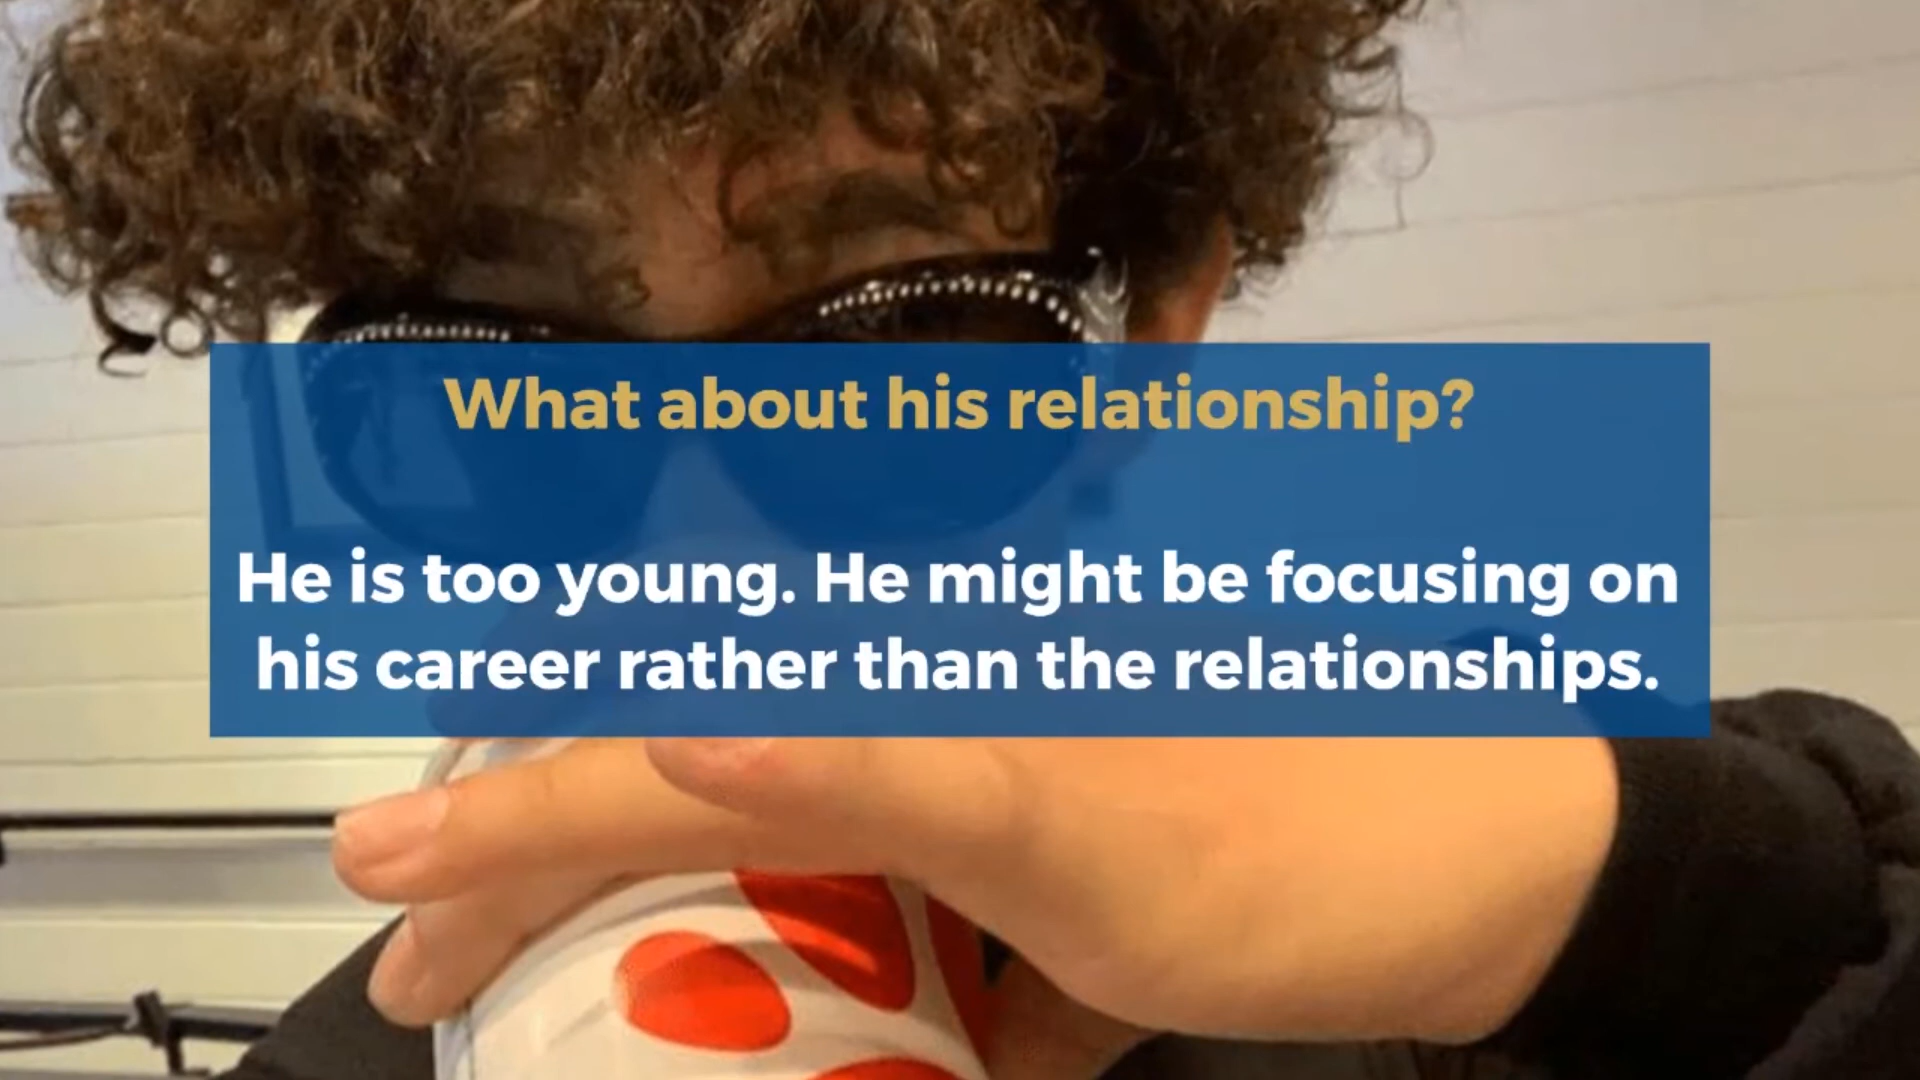 What about his relationship?
He is too young. He might be focusing on
his career rather than the relationships.